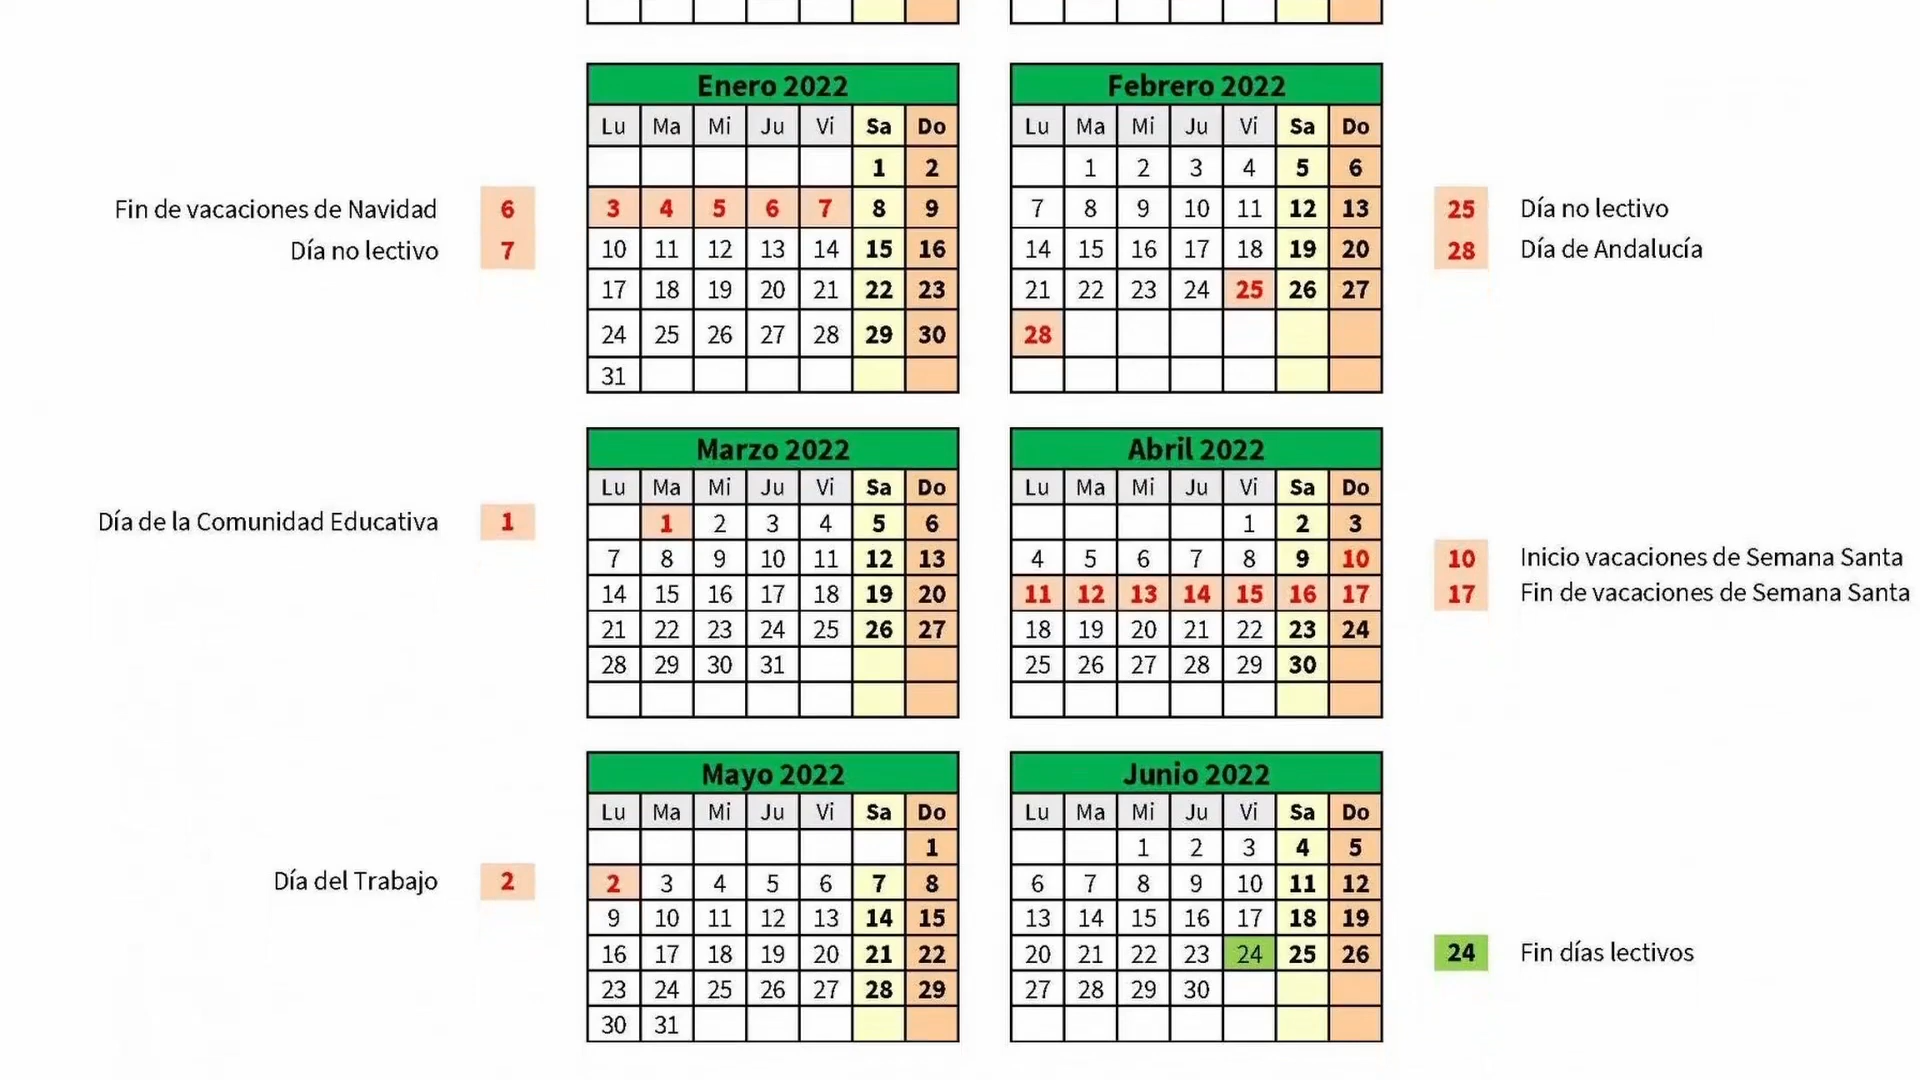 Enero 2022
Lu Ma Mi Ju Vi Sa Do
1 2
3 4 5 6 7 8 9
10 11 12 13 14 15 16
17 18 19 20 21 22 23
24 25 26 27 28 29 30
31
Fin de vacaciones de Navidad 6
Día no lectivo 7
Febrero 2022
Lu Ma Mi Ju Vi Sa Do
1 2 3 4 5 6
7 8 9 10 11 12 13
14 15 16 17 18 19 20
21 22 23 24 25 26 27
28
25 Día no lectivo
28 Día de Andalucía
Marzo 2022
Lu Ma Mi Ju Vi Sa Do
1 2 3 4 5 6
7 8 9 10 11 12 13
14 15 16 17 18 19 20
21 22 23 24 25 26 27
28 29 30 31
Día de la Comunidad Educativa 1
Abril 2022
Lu Ma Mi Ju Vi Sa Do
1 2 3
4 5 6 7 8 9 10
11 12 13 14 15 16 17
18 19 20 21 22 23 24
25 26 27 28 29 30
10 Inicio vacaciones de Semana Santa
17 Fin de vacaciones de Semana Santa
Mayo 2022
Lu Ma Mi Ju Vi Sa Do
1
2 3 4 5 6 7 8
9 10 11 12 13 14 15
16 17 18 19 20 21 22
23 24 25 26 27 28 29
30 31
Día del Trabajo 2
Junio 2022
Lu Ma Mi Ju Vi Sa Do
1 2 3 4 5
6 7 8 9 10 11 12
13 14 15 16 17 18 19
20 21 22 23 24 25 26
27 28 29 30
24 Fin días lectivos